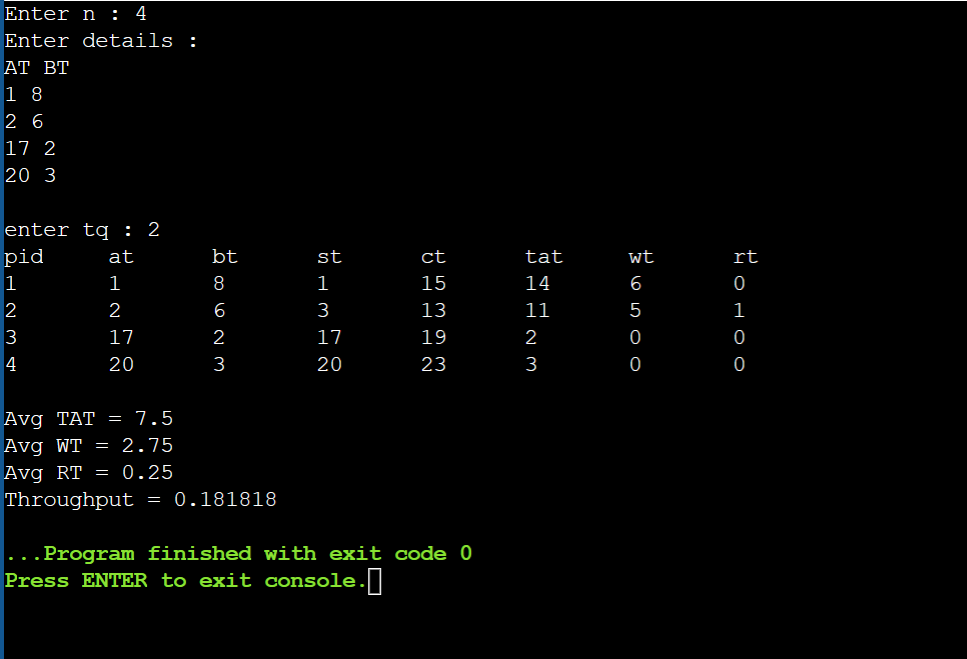 Enter n : 4
Enter details :
AT BT
1 8
2 6
17 2
20 3
enter tq : 2
pid at bt st ct tat wt rt
1 1 8 1 15 14 6 0
2 2 6 3 13 11 5 1
3 17 2 17 19 2 0 0
4 20 3 20 23 3 0 0
Avg TAT = 7.5
Avg WT = 2.75
Avg RT = 0.25
Throughput = 0.181818
...Program finished with exit code 0
Press ENTER to exit console.